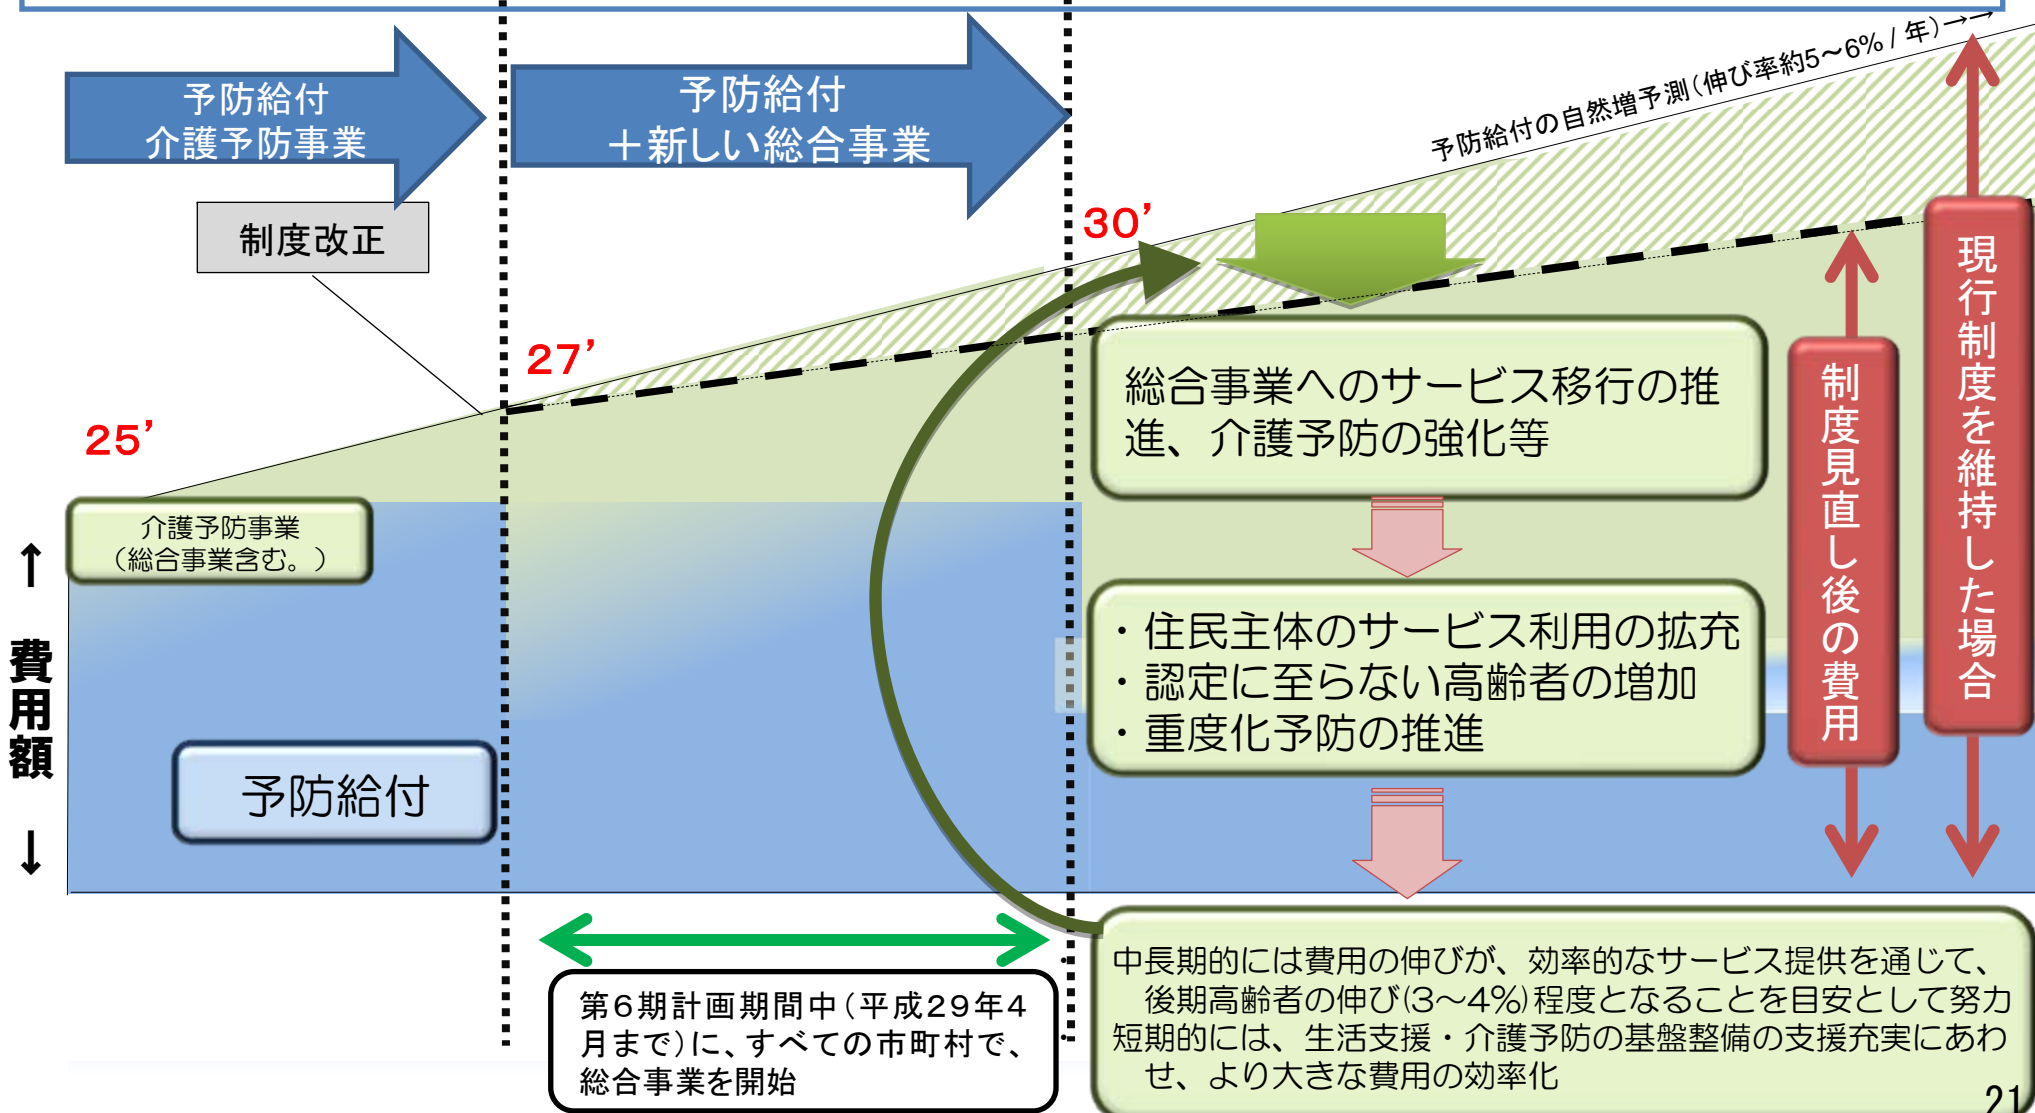 予防給付
介護予防事業
予防給付
＋新しい総合事業
予防給付の自然増予測(伸び率約5～6% / 年)→→
制度改正
25’
27’
30’
介護予防事業
（総合事業含む。）
予防給付
↑
費用額
↓
総合事業へのサービス移行の推
進、介護予防の強化等
・住民主体のサービス利用の拡充
・認定に至らない高齢者の増加
・重度化予防の推進
制度見直し後の費用
現行制度を維持した場合
第６期計画期間中（平成２９年４
月まで）に、すべての市町村で、
総合事業を開始
中長期的には費用の伸びが、効率的なサービス提供を通じて、
後期高齢者の伸び(3～4%)程度となることを目安として努力
短期的には、生活支援・介護予防の基盤整備の支援充実にあわ
せ、より大きな費用の効率化
21